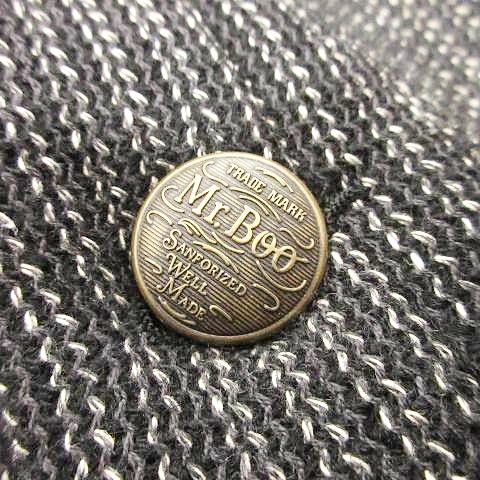 TRADE MARK
Mr. Boo
SANFORIZED
WELL
MADE